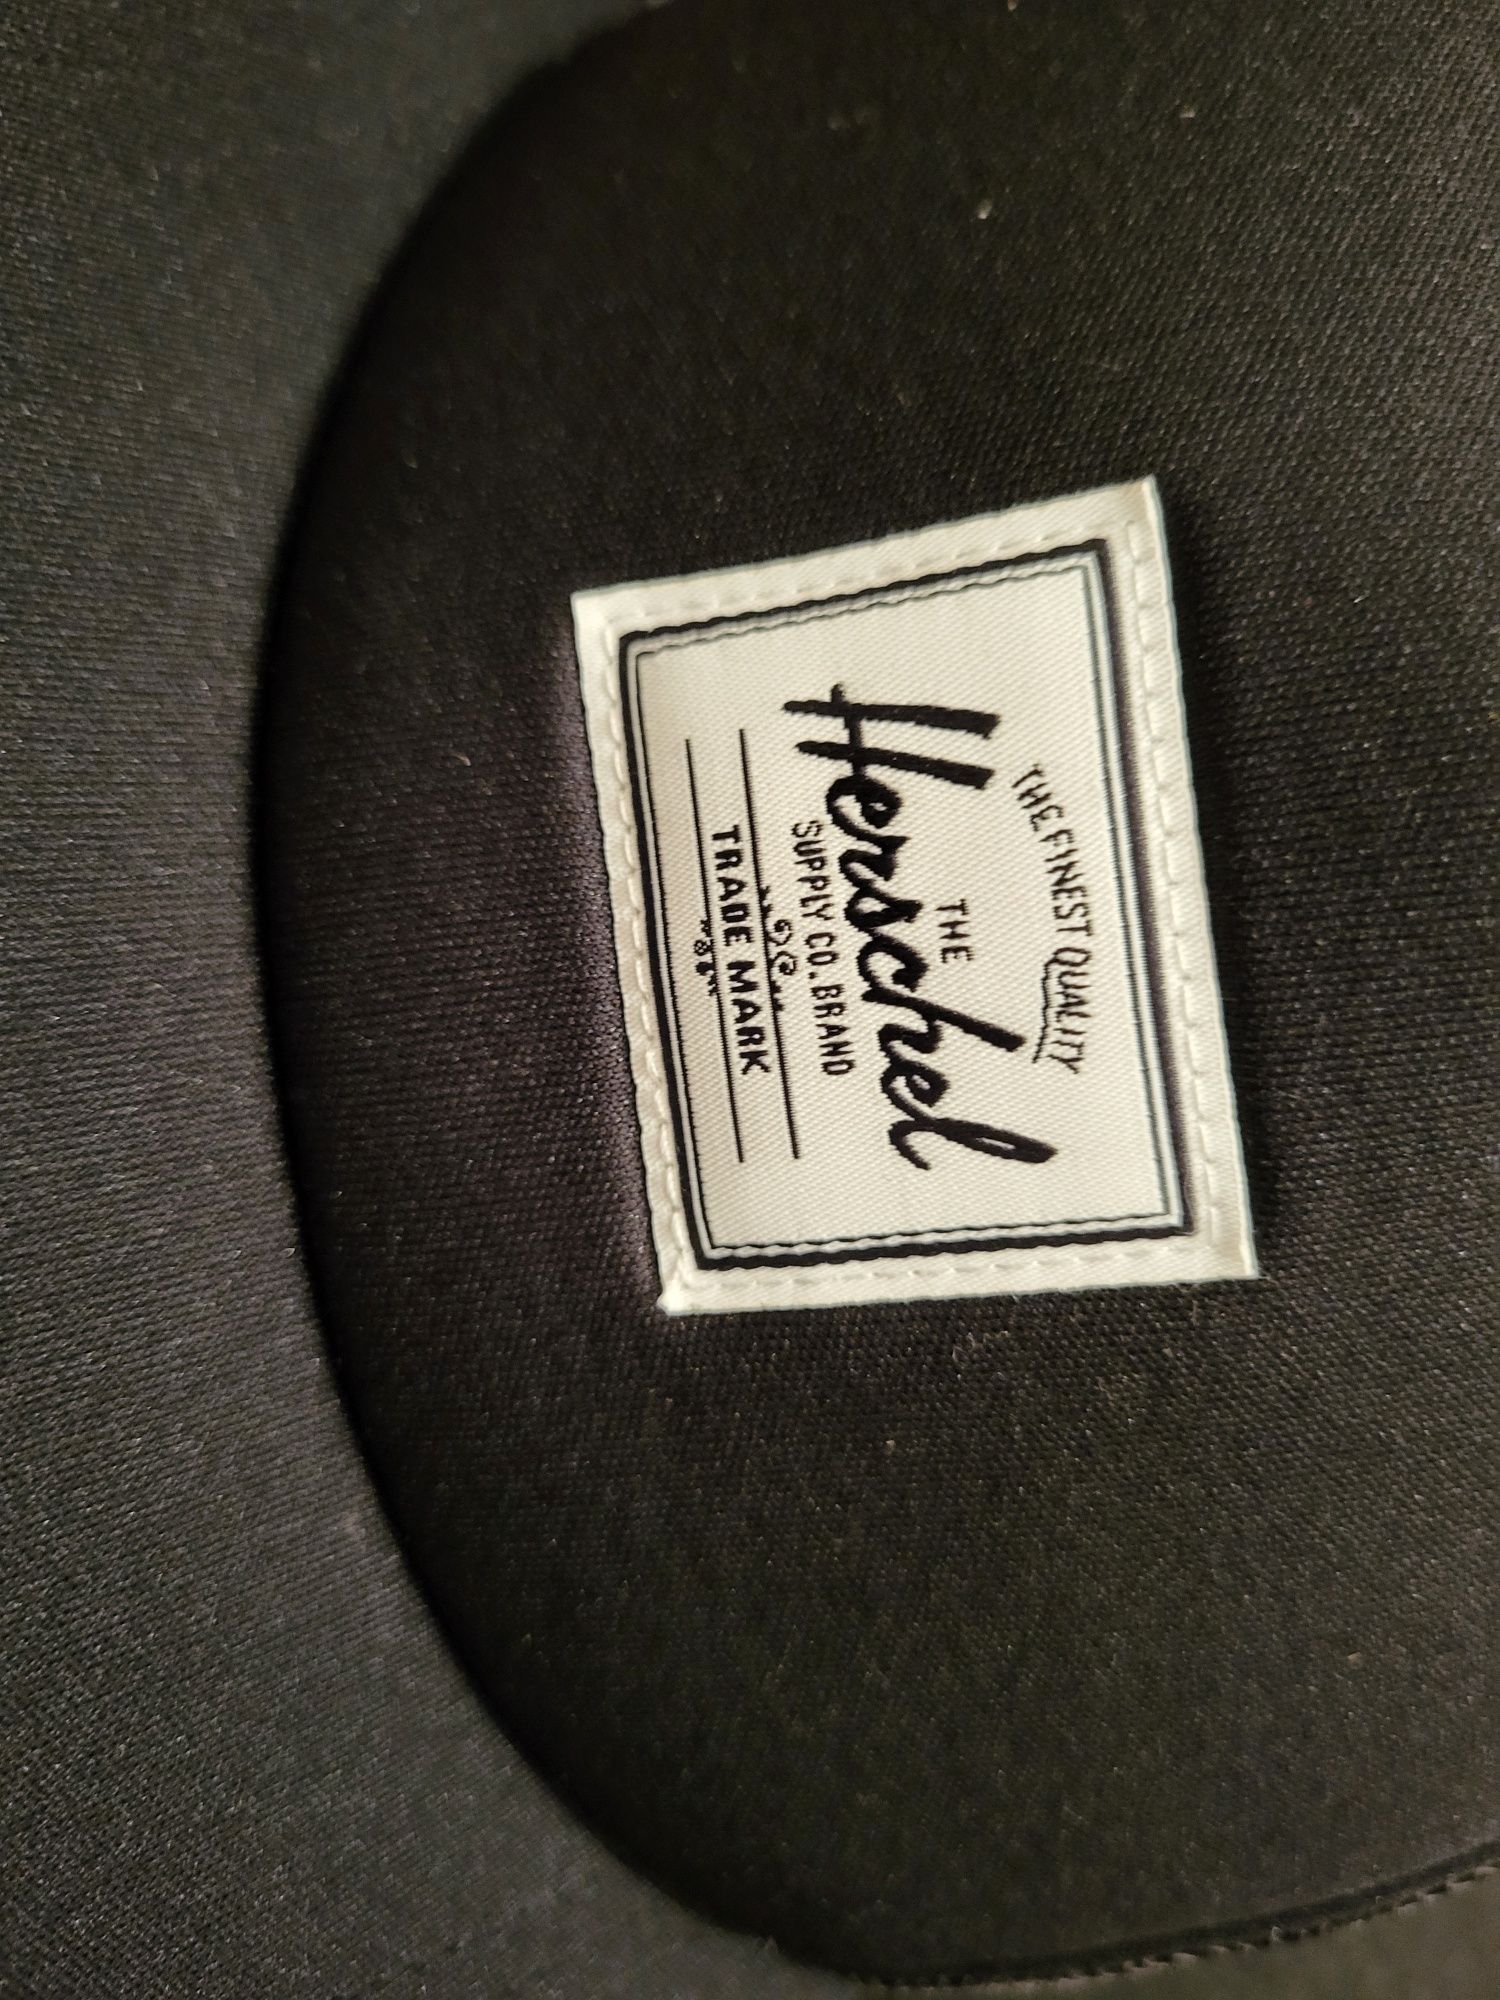 THE FINEST QUALITY
THE
Herschel
SUPPLY CO. BRAND
TRADE MARK